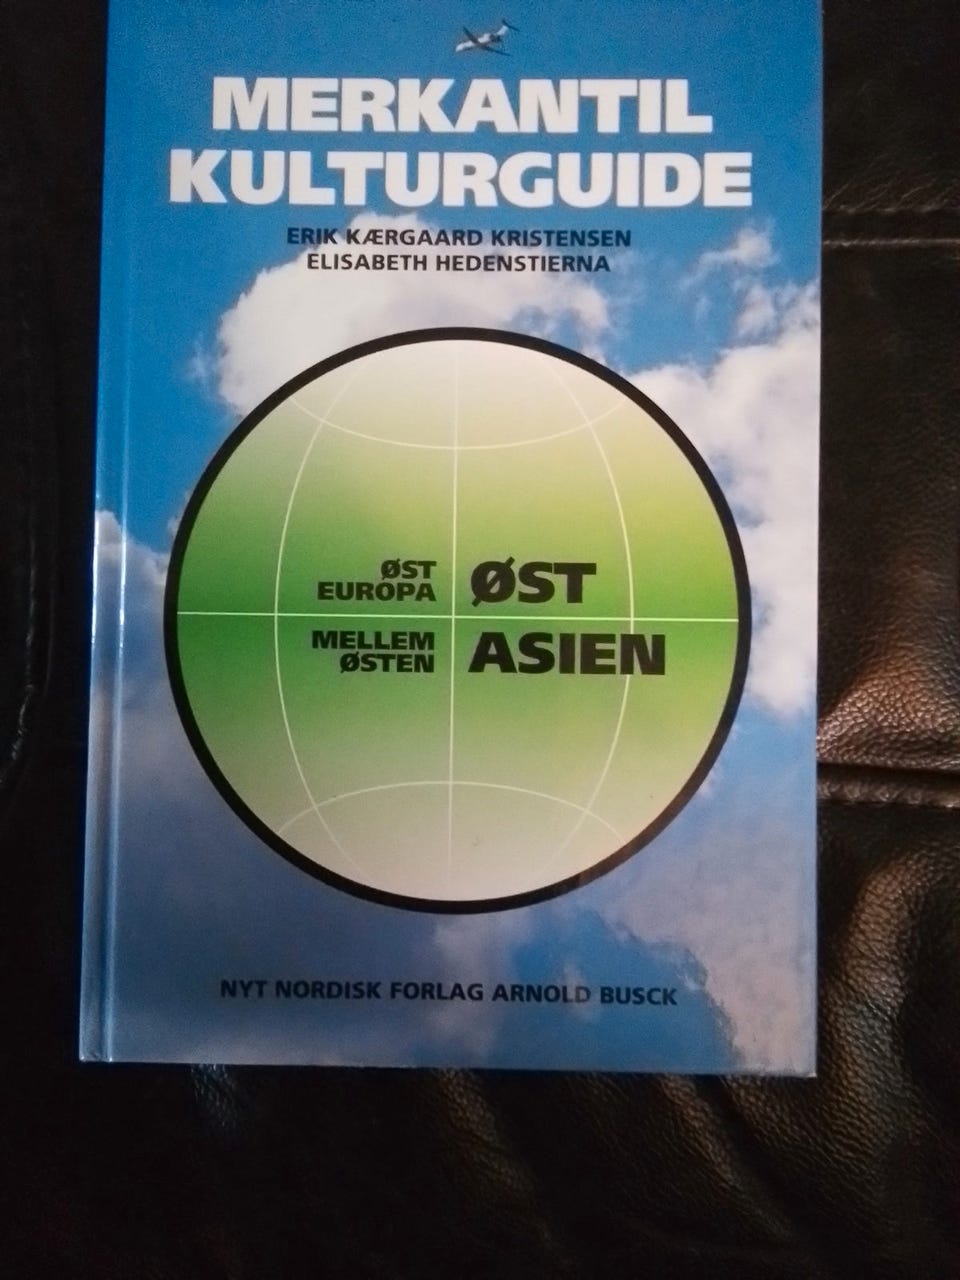 MERKANTIL
KULTURGUIDE
ERIK KÆRGAARD KRISTENSEN
ELISABETH HEDENSTIERNA
ØST
EUROPA
ØST
MELLEM
ØSTEN
ASIEN
NYT NORDISK FORLAG ARNOLD BUSCK